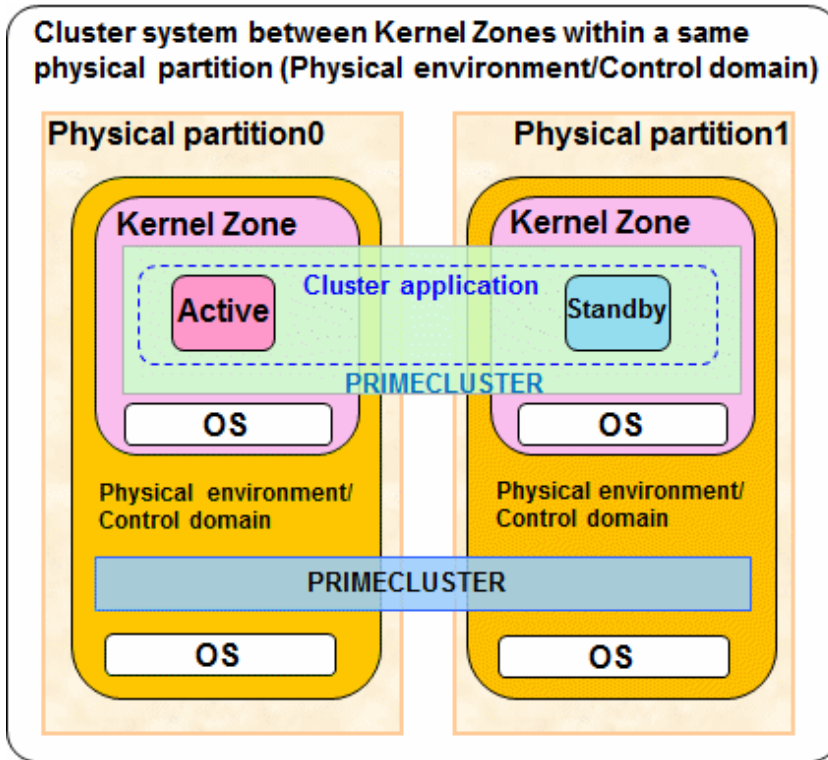 Cluster system between Kernel Zones within a same
physical partition (Physical environment/Control domain)
Physical partition0
Physical partition1
Kernel Zone
Kernel Zone
Cluster application
Active
Standby
PRIMECLUSTER
OS
OS
Physical environment/
Control domain
Physical environment/
Control domain
PRIMECLUSTER
OS
OS